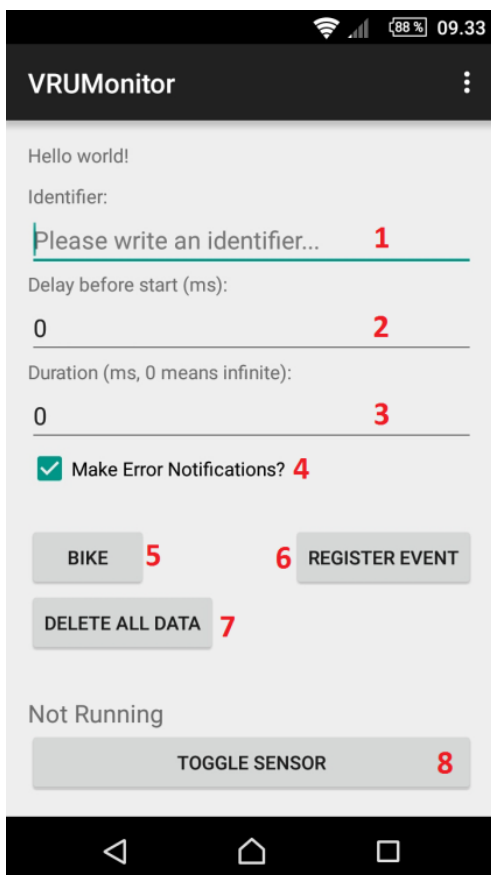 88% 09.33
VRUMonitor
Hello world!
Identifier:
Please write an identifier... 1
Delay before start (ms):
0 2
Duration (ms, 0 means infinite):
0 3
Make Error Notifications? 4
BIKE 5 6 REGISTER EVENT
DELETE ALL DATA 7
Not Running
TOGGLE SENSOR 8